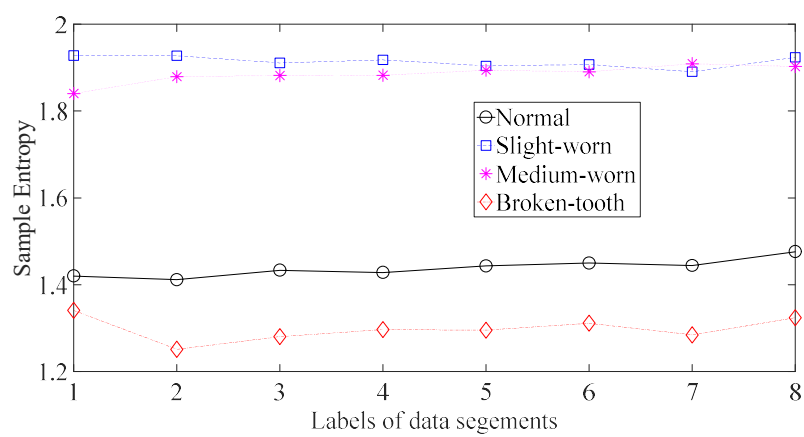 2
1.8
1.6
1.4
1.2
Sample Entropy
Normal
Slight-worn
Medium-worn
Broken-tooth
1 2 3 4 5 6 7 8
Labels of data segements